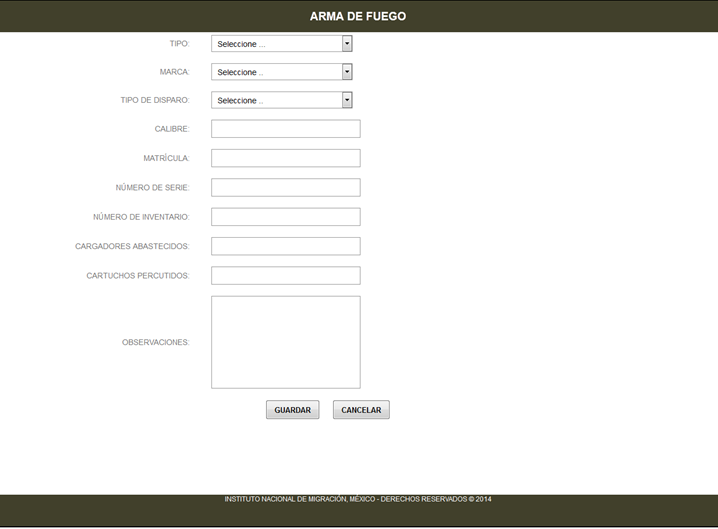 ARMA DE FUEGO
TIPO: Seleccione ...
MARCA: Seleccione ..
TIPO DE DISPARO: Seleccione ..
CALIBRE:
MATRÍCULA:
NÚMERO DE SERIE:
NÚMERO DE INVENTARIO:
CARGADORES ABASTECIDOS:
CARTUCHOS PERCUTIDOS:
OBSERVACIONES:
GUARDAR CANCELAR
INSTITUTO NACIONAL DE MIGRACIÓN, MÉXICO - DERECHOS RESERVADOS © 2014